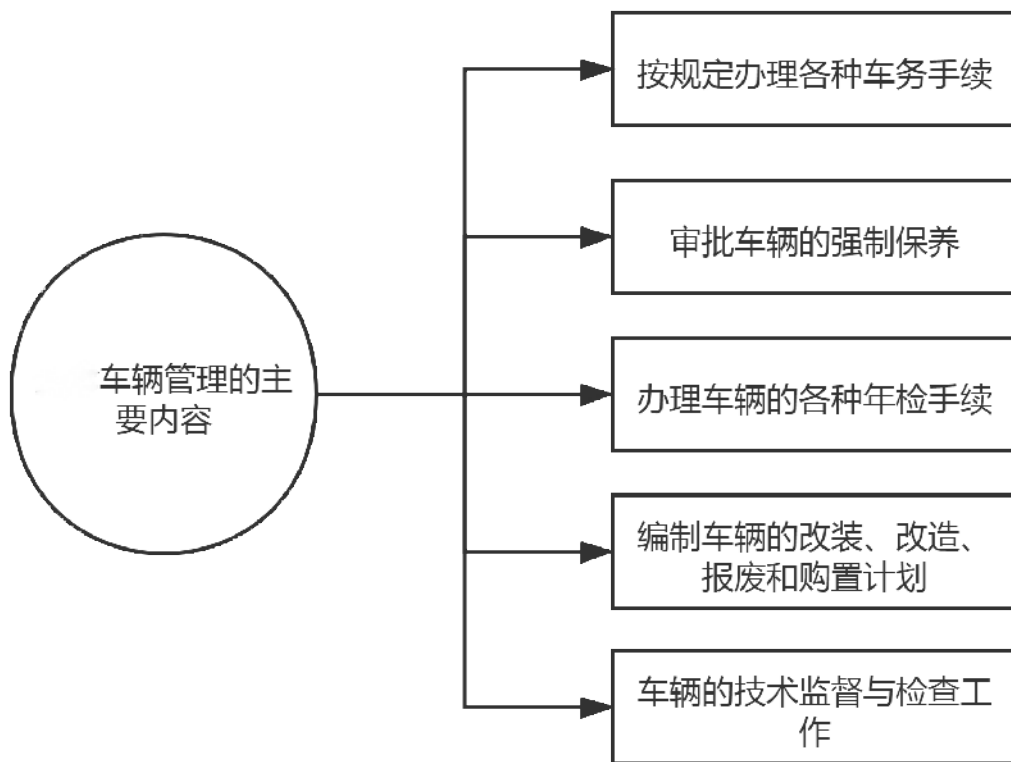 按规定办理各种车务手续
审批车辆的强制保养
车辆管理的主
要内容
办理车辆的各种年检手续
编制车辆的改装、改造、
报废和购置计划
车辆的技术监督与检查工
作